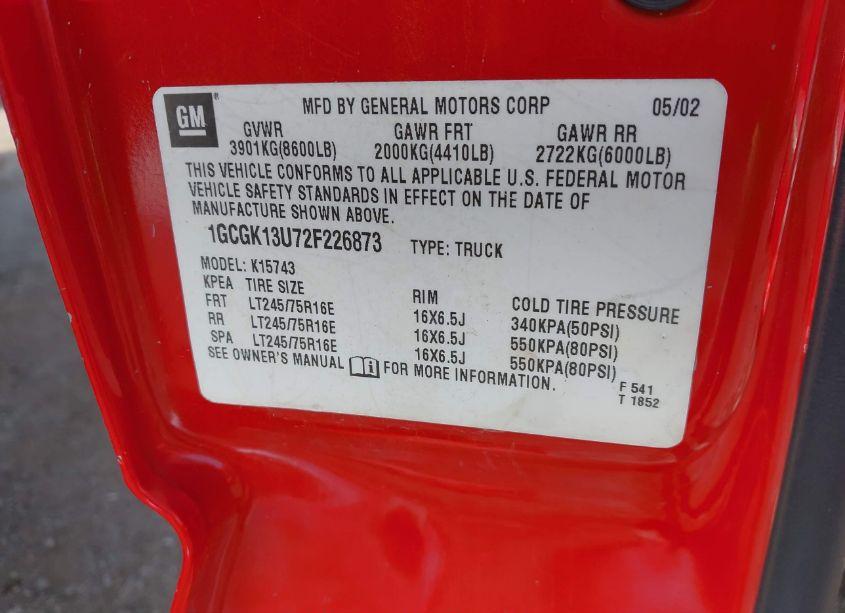 GM MFD BY GENERAL MOTORS CORP 05/02
GVWR GAWR FRT GAWR RR
3901KG(8600LB) 2000KG(4410LB) 2722KG(6000LB)
THIS VEHICLE CONFORMS TO ALL APPLICABLE U.S. FEDERAL MOTOR
VEHICLE SAFETY STANDARDS IN EFFECT ON THE DATE OF
MANUFACTURE SHOWN ABOVE.
1GCGK13U72F226873 TYPE: TRUCK
MODEL: K15743
KPEA TIRE SIZE RIM COLD TIRE PRESSURE
FRT LT245/75R16E 16X6.5J 340KPA(50PSI)
RR LT245/75R16E 16X6.5J 550KPA(80PSI)
SPA LT245/75R16E 16X6.5J 550KPA(80PSI)
SEE OWNER'S MANUAL FOR MORE INFORMATION.
F 541
T 1852